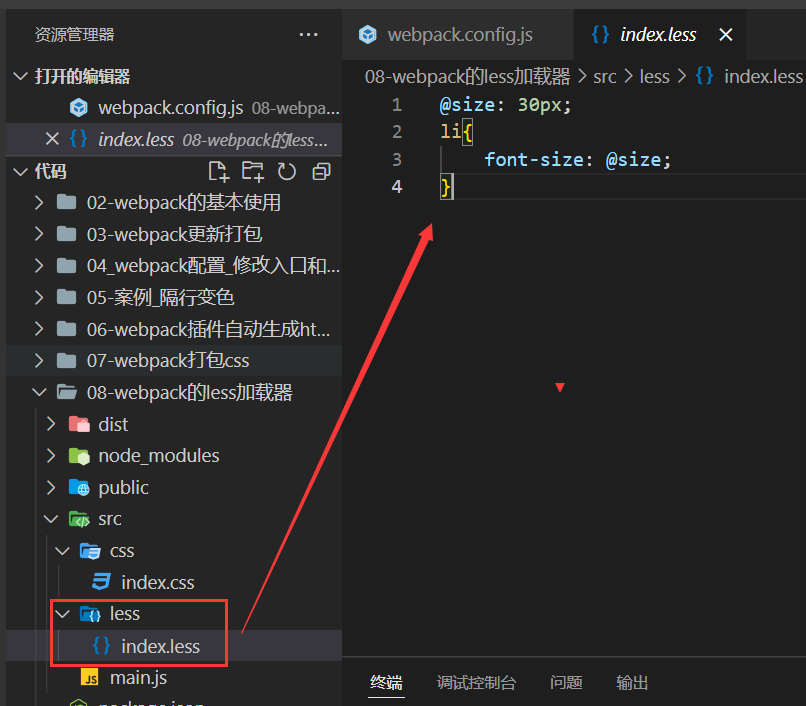 资源管理器 ···
打开的编辑器
webpack.config.js 08-webpa...
index.less 08-webpack的less...
代码
02-webpack的基本使用
03-webpack更新打包
04_webpack配置_修改入口和...
05-案例_隔行变色
06-webpack插件自动生成ht...
07-webpack打包css
08-webpack的less加载器
dist
node_modules
public
src
css
index.css
less
index.less
JS main.js
package.json
webpack.config.js {} index.less
08-webpack的less加载器 > src > less > {} index.less
1 @size: 30px;
2 li{
3 font-size: @size;
4 }
终端 调试控制台 问题 输出